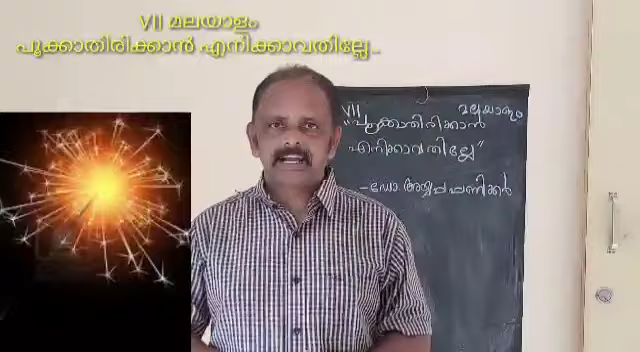 VII മലയാളം
പൂക്കാതിരിക്കാൻ എനിക്കാവതില്ലേ..
VII മലയാളം
"പൂക്കാതിരിക്കാൻ
എനിക്കാവതില്ലേ"
-ഡോ. അയ്യപ്പപണിക്കർ